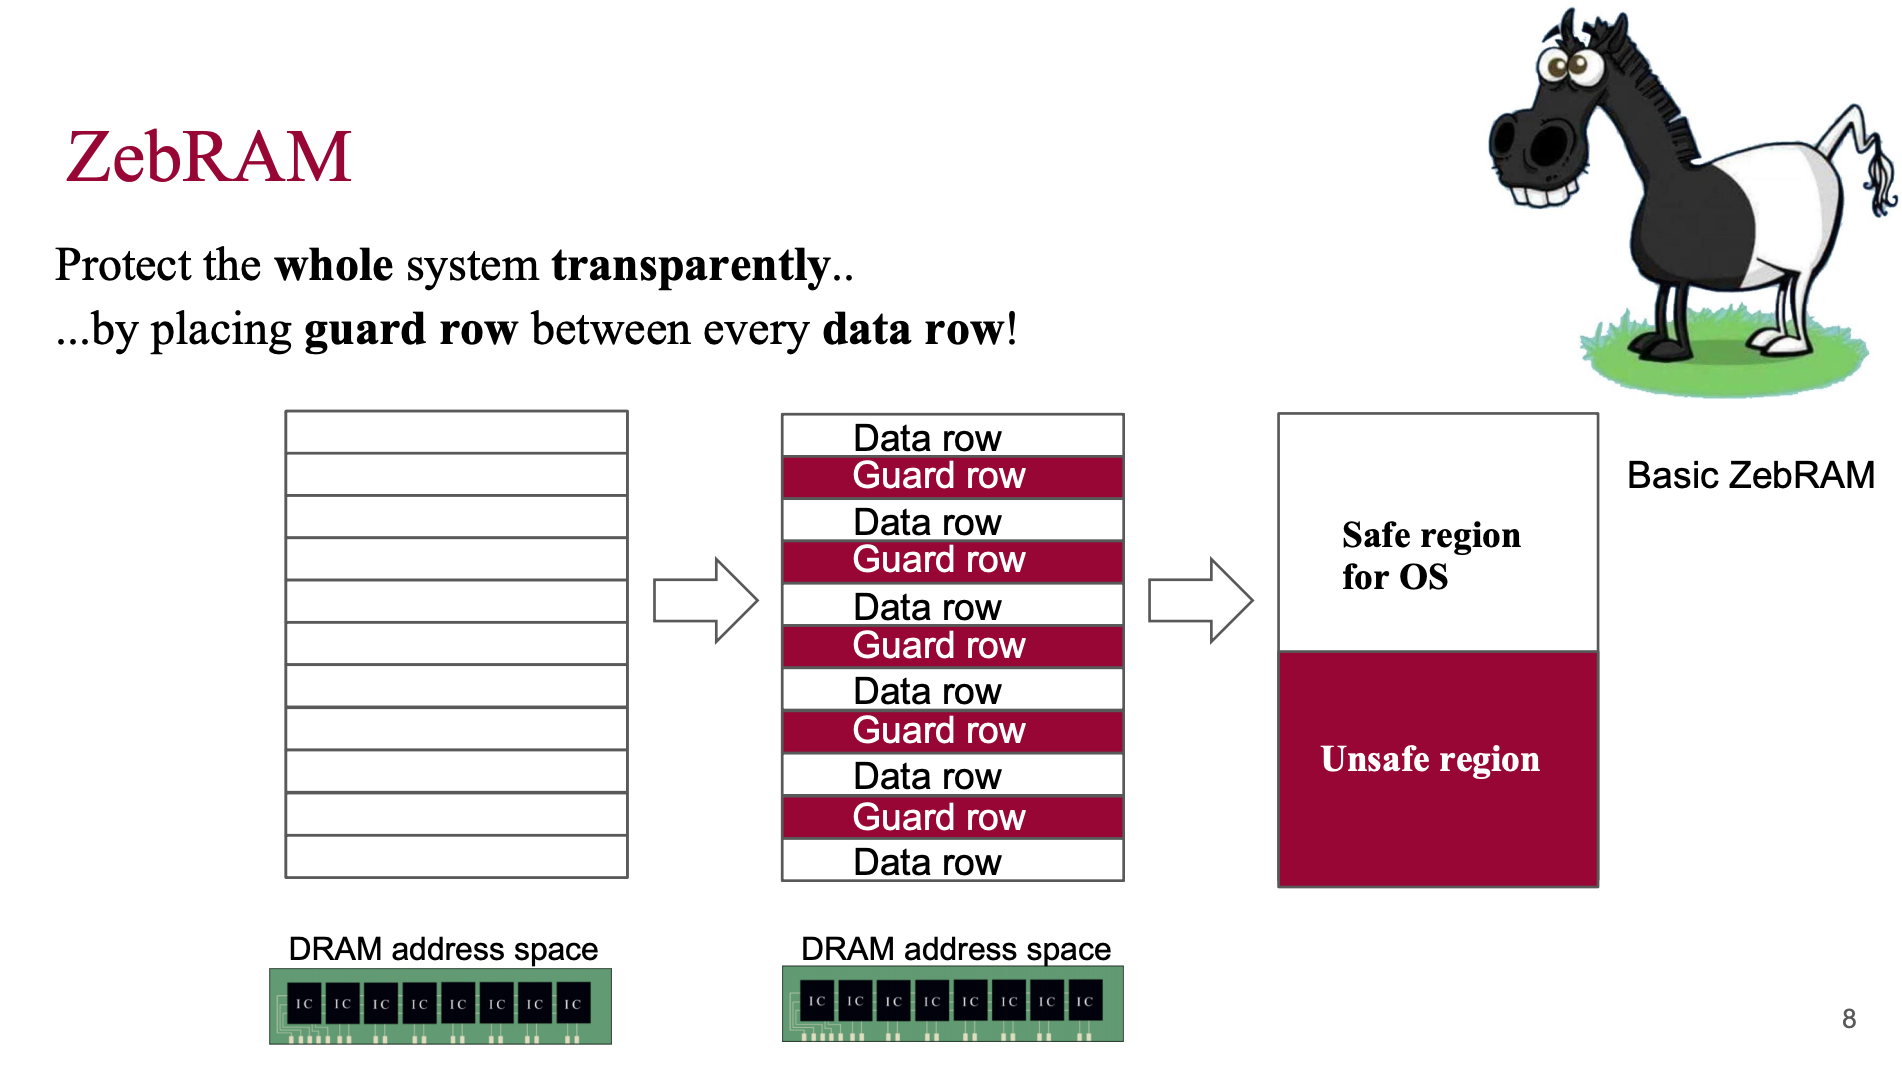 ZebRAM
Protect the whole system transparently..
...by placing guard row between every data row!
Data row
Guard row
Data row
Guard row
Data row
Guard row
Data row
Guard row
Data row
Guard row
Data row
Safe region
for OS
Unsafe region
Basic ZebRAM
DRAM address space
IC IC IC IC IC IC IC IC
DRAM address space
IC IC IC IC IC IC IC IC
8